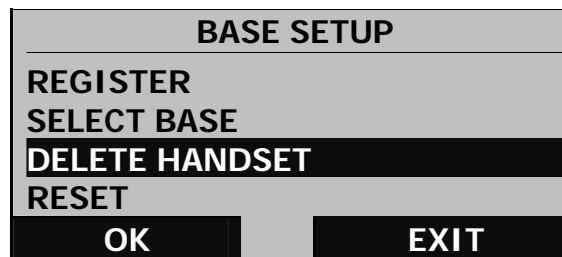 BASE SETUP
REGISTER
SELECT BASE
DELETE HANDSET
RESET
OK EXIT